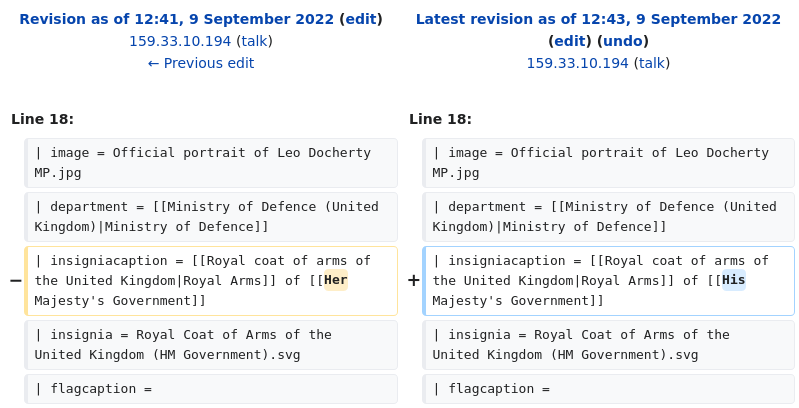 Revision as of 12:41, 9 September 2022 (edit)
159.33.10.194 (talk)
← Previous edit
Line 18:
| image = Official portrait of Leo Docherty
MP.jpg
| department = [[Ministry of Defence (United
Kingdom)|Ministry of Defence]]
− | insigniacaption = [[Royal coat of arms of
the United Kingdom|Royal Arms]] of [[Her
Majesty's Government]]
| insignia = Royal Coat of Arms of the
United Kingdom (HM Government).svg
| flagcaption =
Latest revision as of 12:43, 9 September 2022
(edit) (undo)
159.33.10.194 (talk)
Line 18:
| image = Official portrait of Leo Docherty
MP.jpg
| department = [[Ministry of Defence (United
Kingdom)|Ministry of Defence]]
+ | insigniacaption = [[Royal coat of arms of
the United Kingdom|Royal Arms]] of [[His
Majesty's Government]]
| insignia = Royal Coat of Arms of the
United Kingdom (HM Government).svg
| flagcaption =